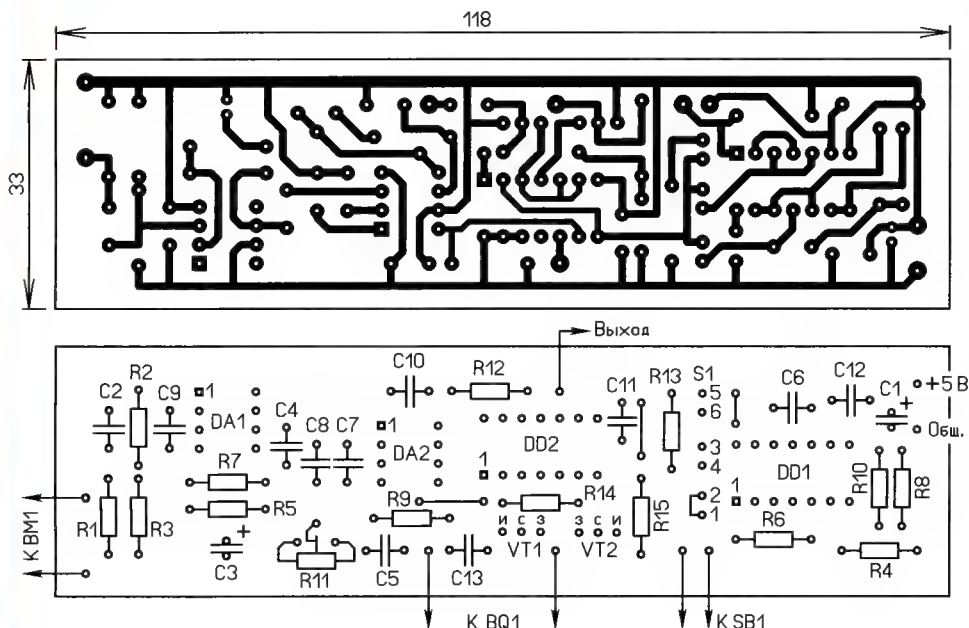 118
33
Выход
C10 R12
R2 C2 C9 1 DA1 C4 C8 C7 1 DA2 DD2 C11 R13 S1 5 6 3 4 2 1 C6 C12 C1 + +5 В
Общ.
DD1
R7 R5 1 R9 R14 R15 1 R10 R8
К BM1 R1 R3 + C3 R11 C5 C13 и с з VT1 з с и VT2 R6 R4
К BQ1 К SB1